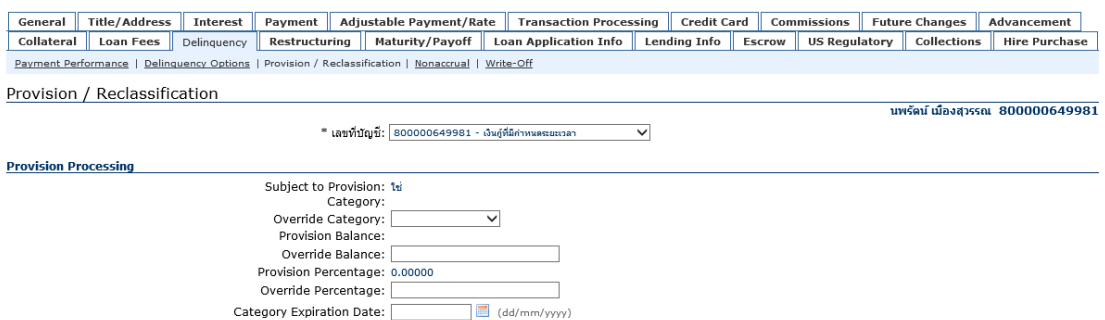 General Title/Address Interest Payment Adjustable Payment/Rate Transaction Processing Credit Card Commissions Future Changes Advancement
Collateral Loan Fees Delinquency Restructuring Maturity/Payoff Loan Application Info Lending Info Escrow US Regulatory Collections Hire Purchase
Payment Performance | Delinquency Options | Provision / Reclassification | Nonaccrual | Write-Off
Provision / Reclassification
นพรัตน์ เมืองสุวรรณ 800000649981
* เลขที่บัญชี: 800000649981 - เงินกู้ที่มีกำหนดระยะเวลา
Provision Processing
Subject to Provision: ใช่
Category:
Override Category:
Provision Balance:
Override Balance:
Provision Percentage: 0.00000
Override Percentage:
Category Expiration Date: (dd/mm/yyyy)